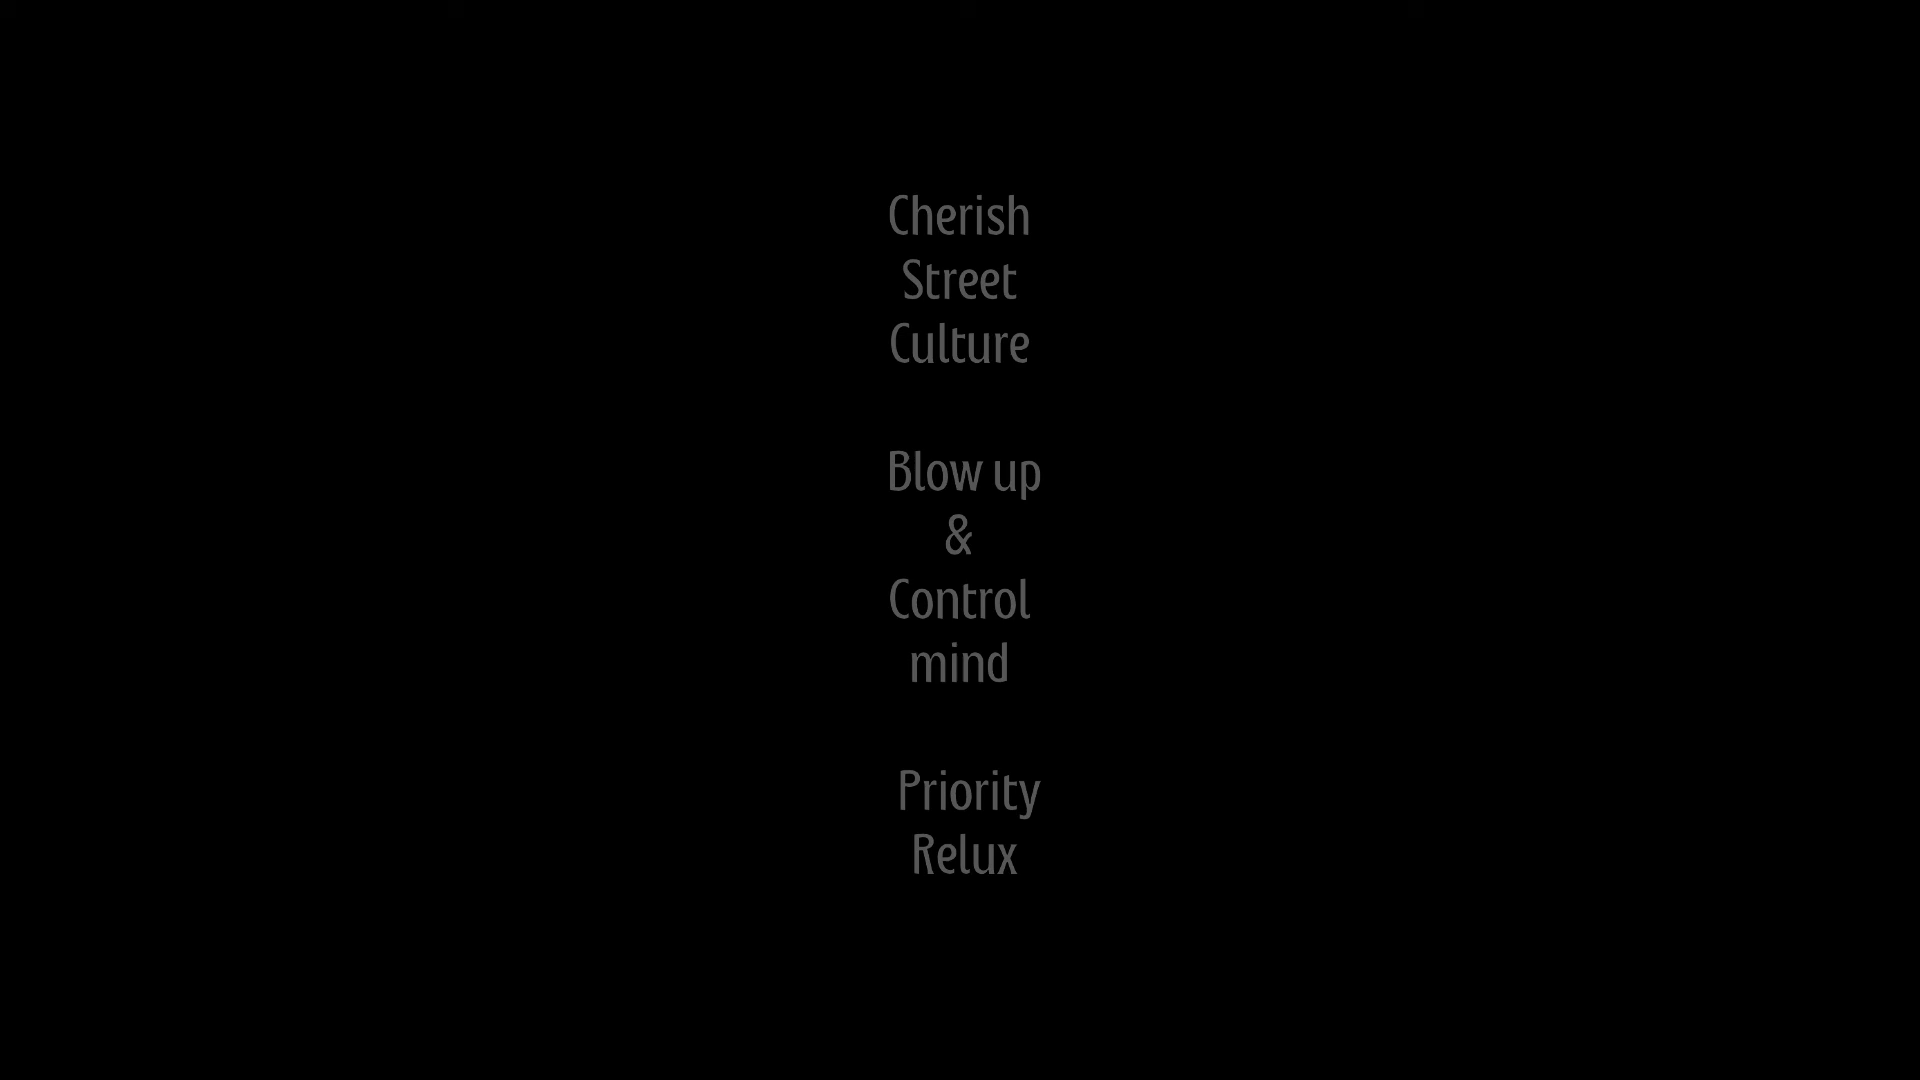 Cherish
Street
Culture
Blow up
&
Control
mind
Priority
Relux